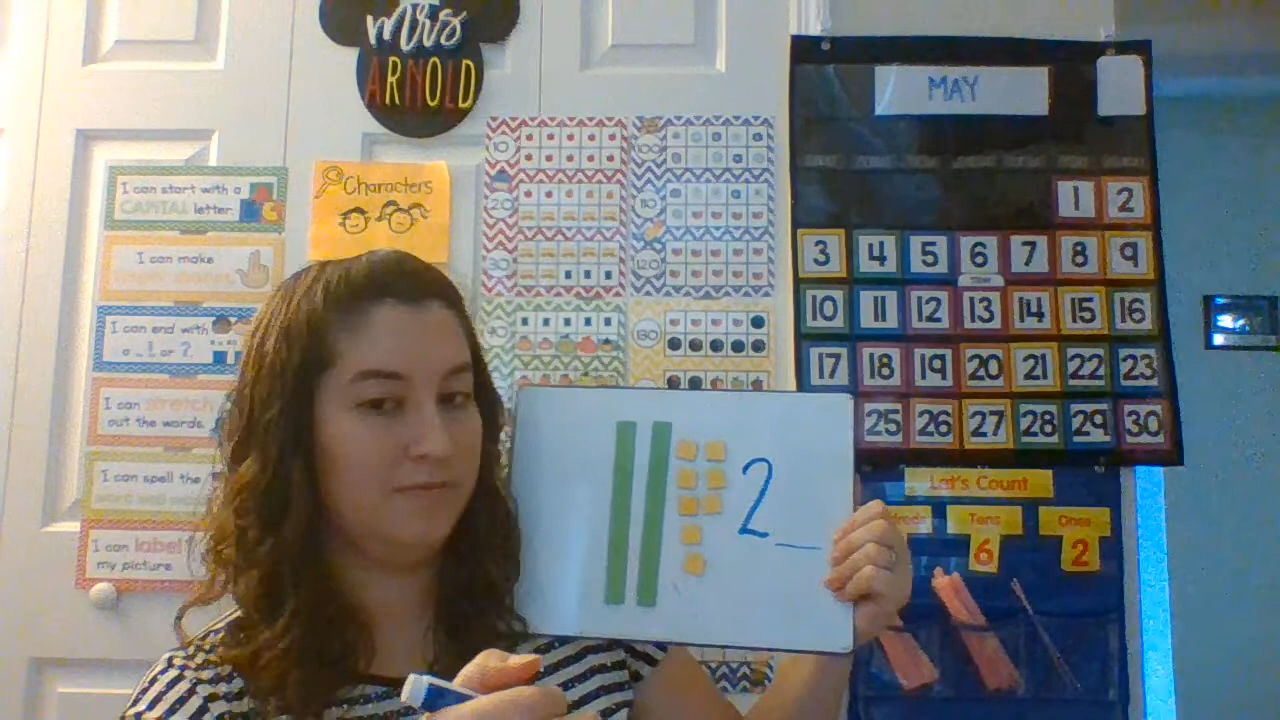 mrs
ARNOLD
I can start with a
CAPITAL letter.
I can make
I can end with
a . ! or ?
I can stretch
out the words.
I can spell the
I can label
my picture
Characters
10
20
30
100
110
120
130
2_
MAY
1 2
3 4 5 6 7 8 9
10 11 12 13 14 15 16
17 18 19 20 21 22 23
25 26 27 28 29 30
Let's Count
Tens Ones
6 2